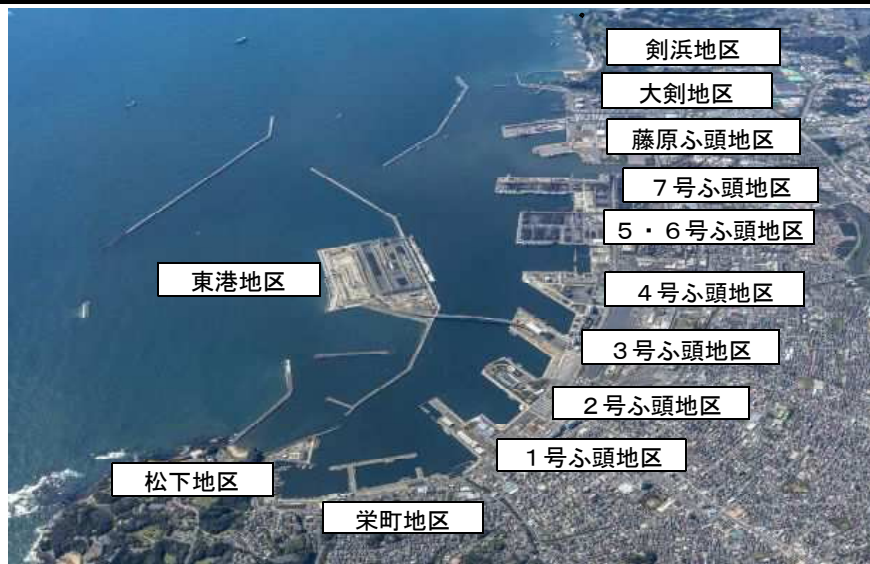 剣浜地区
大剣地区
藤原ふ頭地区
７号ふ頭地区
５・６号ふ頭地区
東港地区
４号ふ頭地区
３号ふ頭地区
２号ふ頭地区
１号ふ頭地区
松下地区
栄町地区